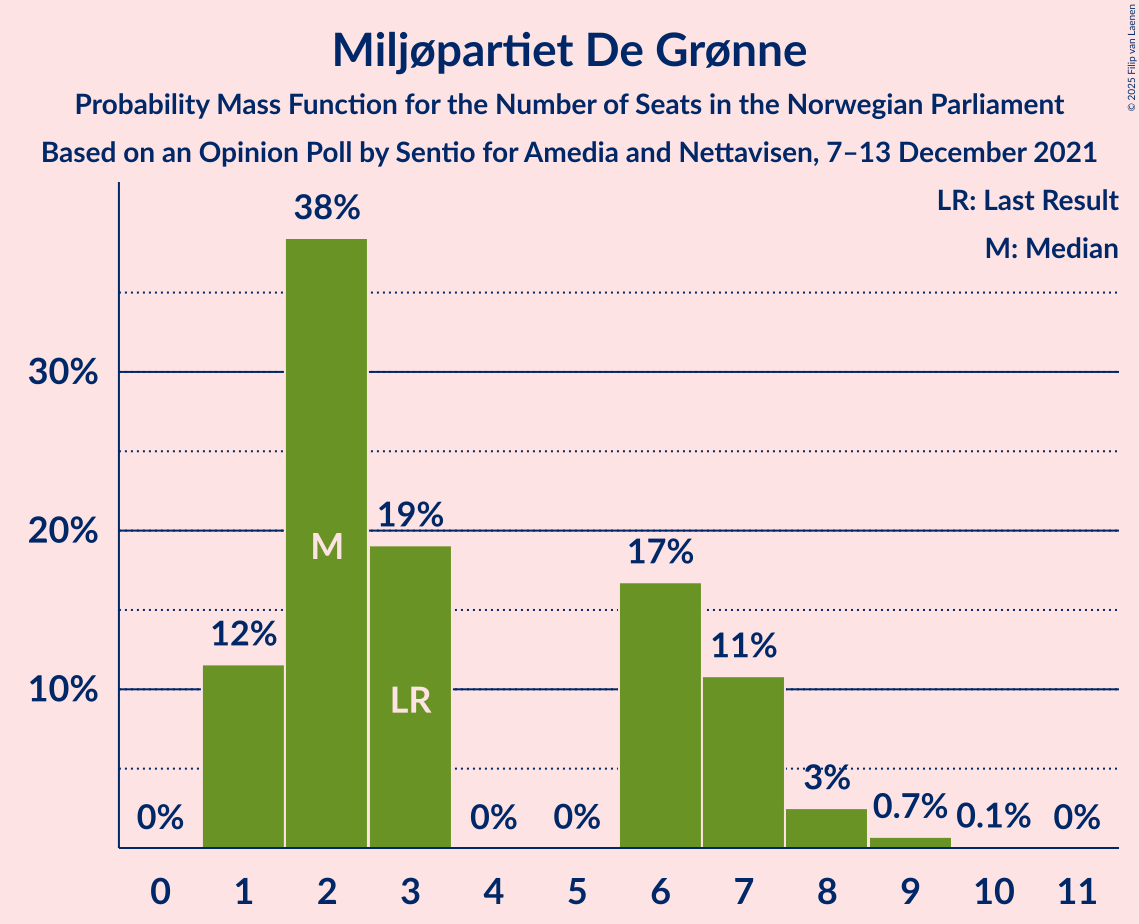 Miljøpartiet De Grønne
Probability Mass Function for the Number of Seats in the Norwegian Parliament
Based on an Opinion Poll by Sentio for Amedia and Nettavisen, 7–13 December 2021
© 2025 Filip van Laenen
LR: Last Result
M: Median
38%
30%
20%
10%
19%
17%
12%
11%
M
LR
3%
0.7%
0.1%
0%
0%
0%
0%
0 1 2 3 4 5 6 7 8 9 10 11